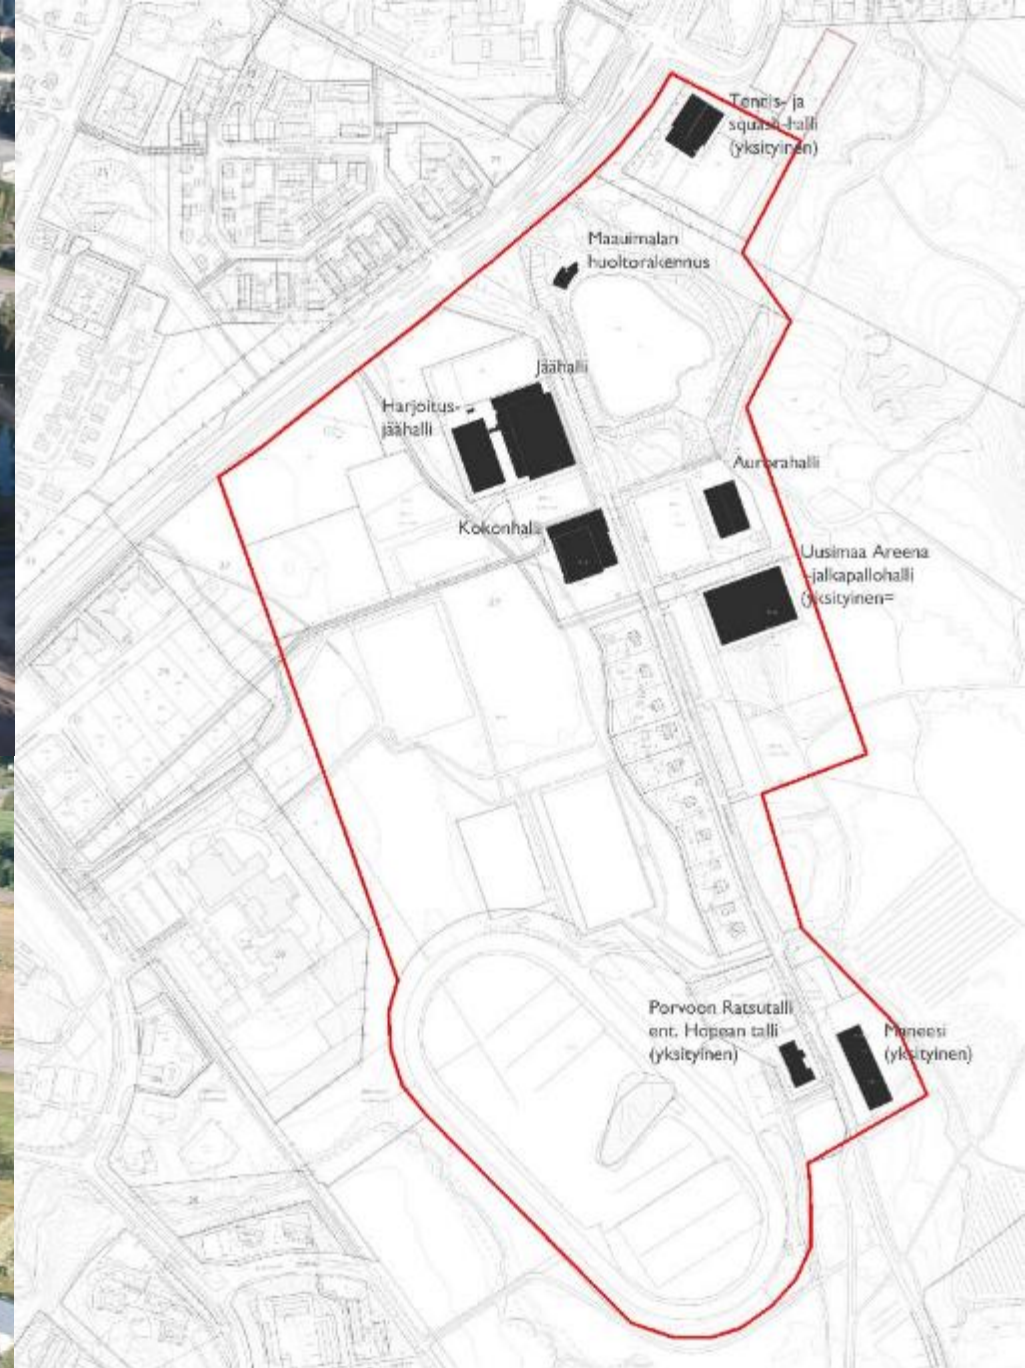 Tennis- ja
squash-halli
(yksityinen)
Maauimalan
huoltorakennus
Jäähalli
Harjoitus-
jäähalli
Aurorahalli
Kokonhalli
Uusimaa Areena
-jalkapallohalli
(yksityinen=
Porvoon Ratsutalli
ent. Hopean talli
(yksityinen)
Maneesi
(yksityinen)